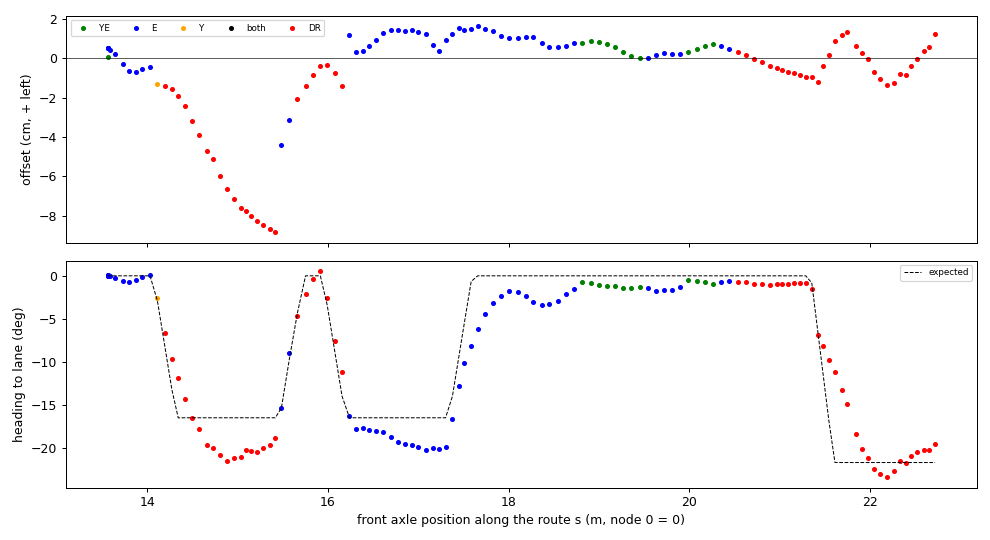 2
0
−2
−4
−6
−8
offset (cm, + left)
YE E Y both DR
0
−5
−10
−15
−20
heading to lane (deg)
expected
14 16 18 20 22
front axle position along the route s (m, node 0 = 0)